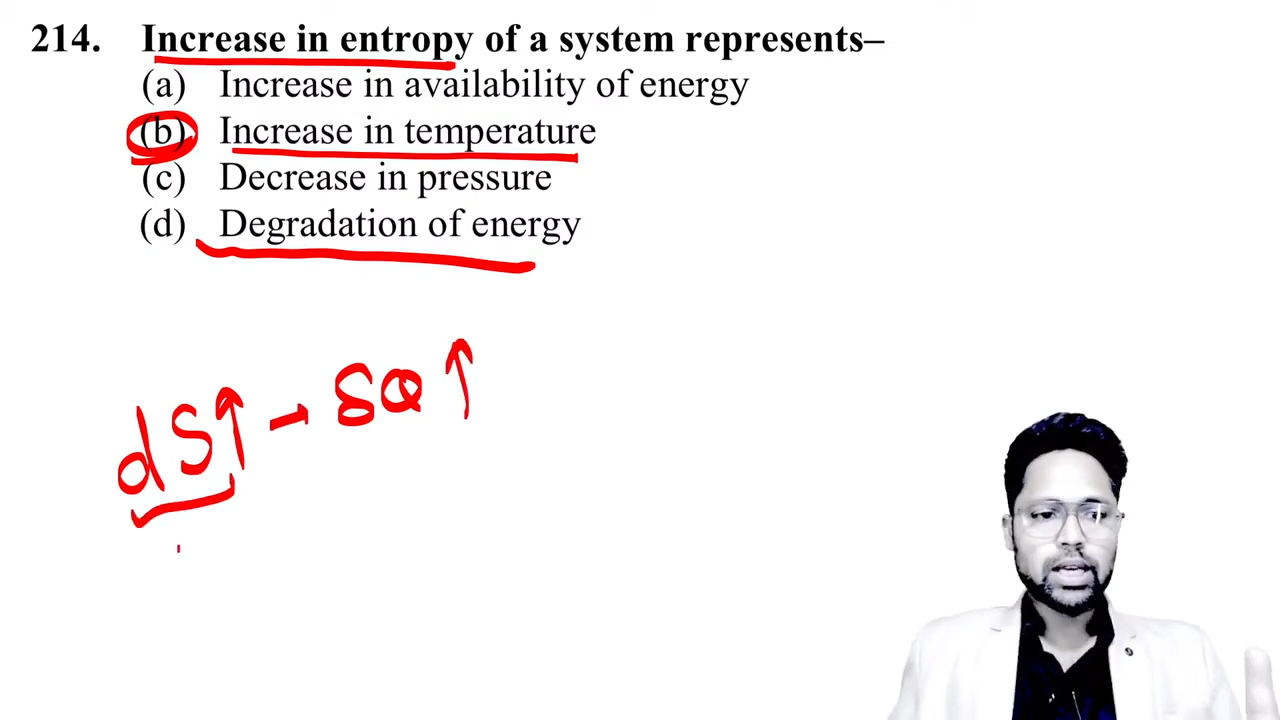 214. Increase in entropy of a system represents–
(a) Increase in availability of energy
(b) Increase in temperature
(c) Decrease in pressure
(d) Degradation of energy
dS↑ - δQ ↑